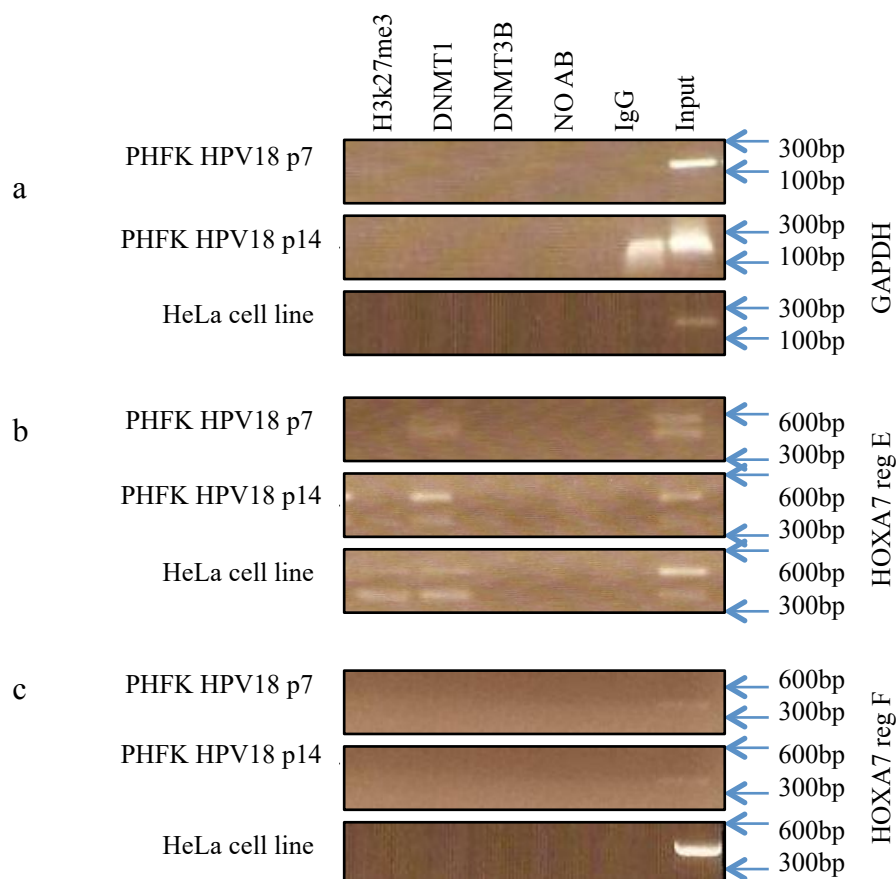 H3k27me3
DNMT1
DNMT3B
NO AB
IgG
Input
a
PHFK HPV18 p7
300bp
100bp
PHFK HPV18 p14
300bp
100bp
HeLa cell line
300bp
100bp
GAPDH
b
PHFK HPV18 p7
600bp
300bp
PHFK HPV18 p14
600bp
300bp
HeLa cell line
600bp
300bp
HOXA7 reg E
c
PHFK HPV18 p7
600bp
300bp
PHFK HPV18 p14
600bp
300bp
HeLa cell line
600bp
300bp
HOXA7 reg F